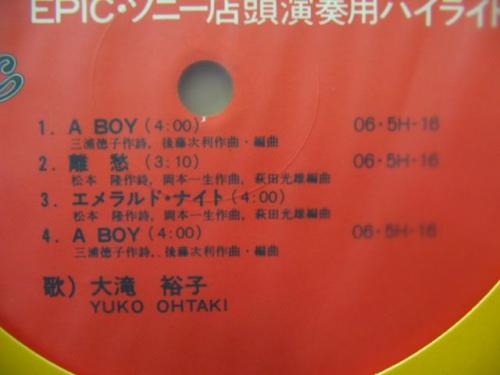 EPIC・ソニー店頭演奏用ハイライト
1. A BOY (4:00) 06・5H-16
三浦徳子作詩, 後藤次利作曲・編曲
2. 離 愁 (3:10) 06・5H-16
松本 隆作詩, 岡本一生作曲, 萩田光雄編曲
3. エメラルド・ナイト (4:00)
松本 隆作詩, 岡本一生作曲, 萩田光雄編曲
4. A BOY (4:00) 06・5H-16
三浦徳子作詩, 後藤次利作曲・編曲
歌) 大滝 裕子
YUKO OHTAKI